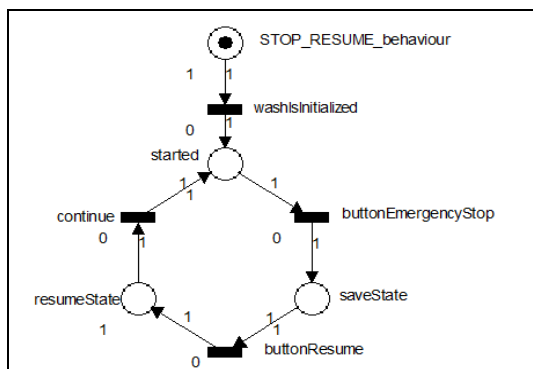 STOP_RESUME_behaviour
1 1
washIsInitialized
0 1
started
1 1
1
continue
buttonEmergencyStop
0 1 0 1
resumeState
saveState
1 1 1
1
buttonResume
0